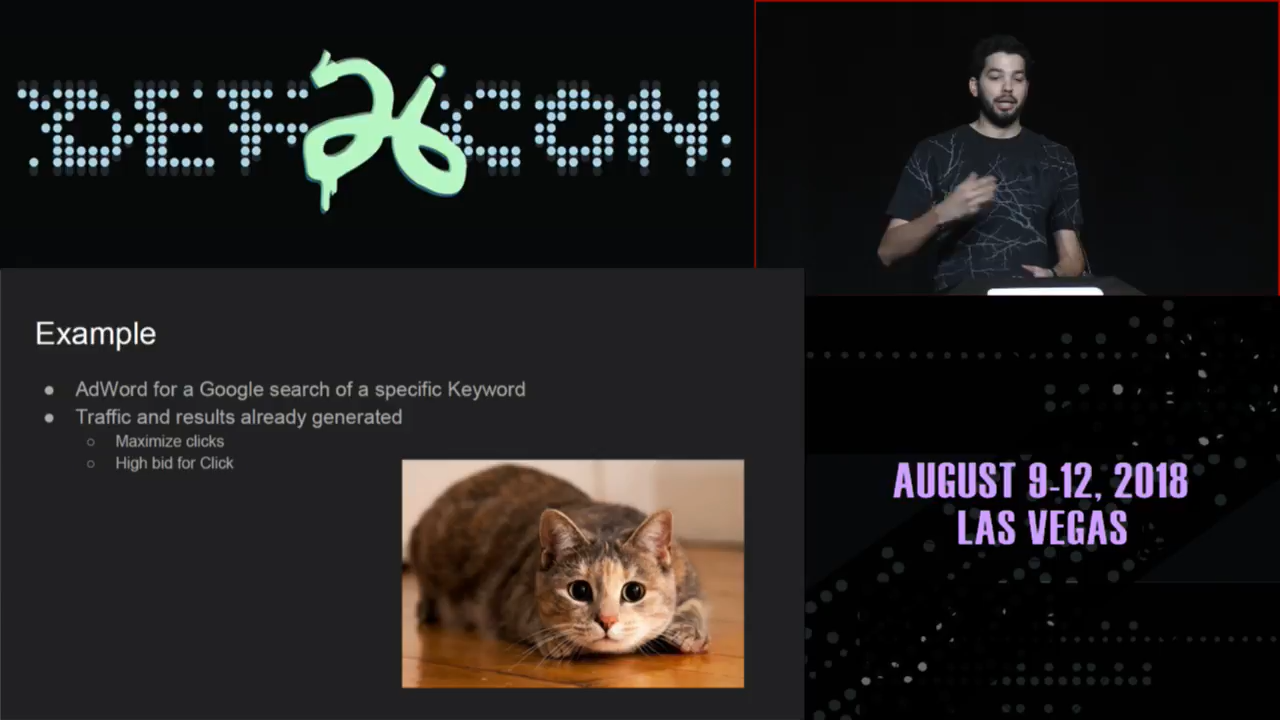 DEF 26 CON
Example
AdWord for a Google search of a specific Keyword
Traffic and results already generated
Maximize clicks
High bid for Click
AUGUST 9-12, 2018
LAS VEGAS